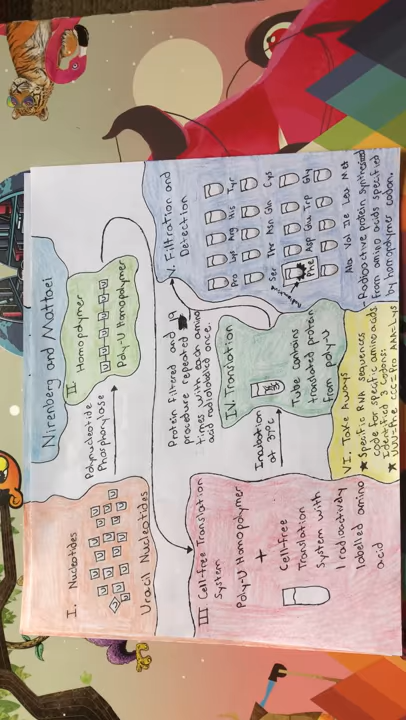 Nirenberg and Mattaei
I. Nucleotides
Uracil Nucleotides
Polynucleotide
Phosphorylase
II. Homopolymer
Poly-U Homopolymer
III Cell-free Translation
System
Poly-U Homopolymer
+
Cell-free
Translation
System with
1 radioactivity
labelled amino
acid
Incubation
at 37°C
IV. Translation
Tube contains
translated protein
from poly-U
Protein filtered and
procedure repeated 19
times with each amino
acid radiolabeled once.
V. Filtration and
Detection
Pro Lys Arg His Tyr
Ser Thr Asn Gln Cys
Phe Asp Glu Trp Gly
Ala Val Ile Leu Met
Radioactive protein synthesized
from amino acids specified
by homopolymer codon.
VI. Take Aways
★ Specific RNA sequences
code for specific amino acids
★ Identified 3 Codons:
UUU=Phe CCC=Pro AAA=Lys